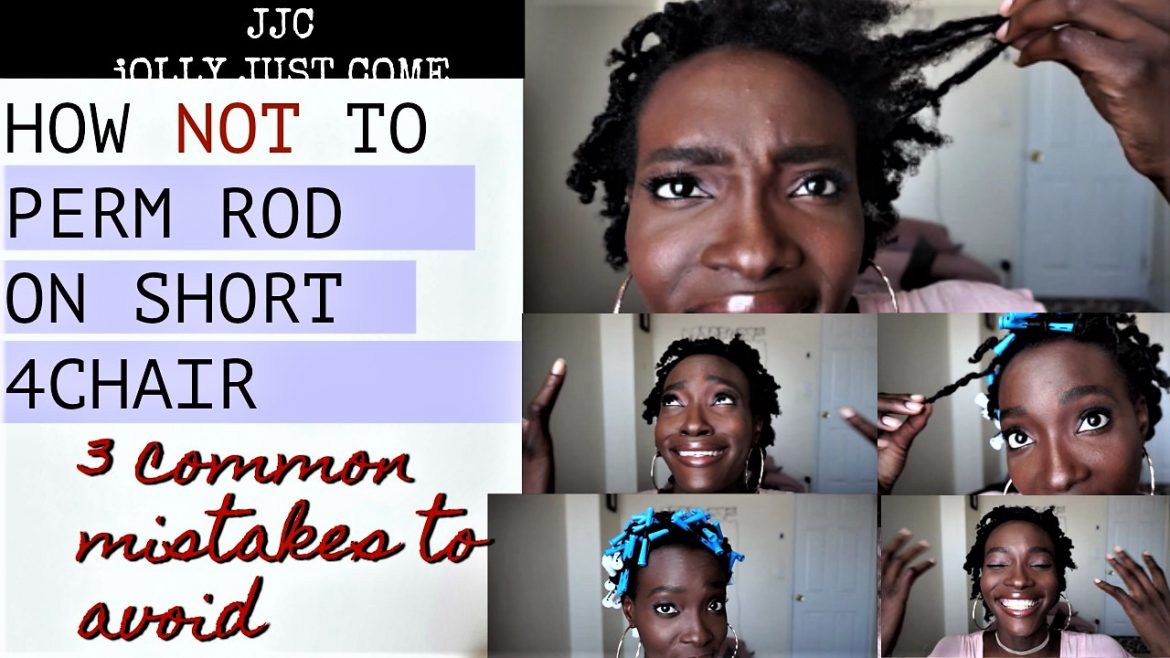 JJC
jOLLY JUST COME
HOW NOT TO
PERM ROD
ON SHORT
4CHAIR
3 common
mistakes to
avoid